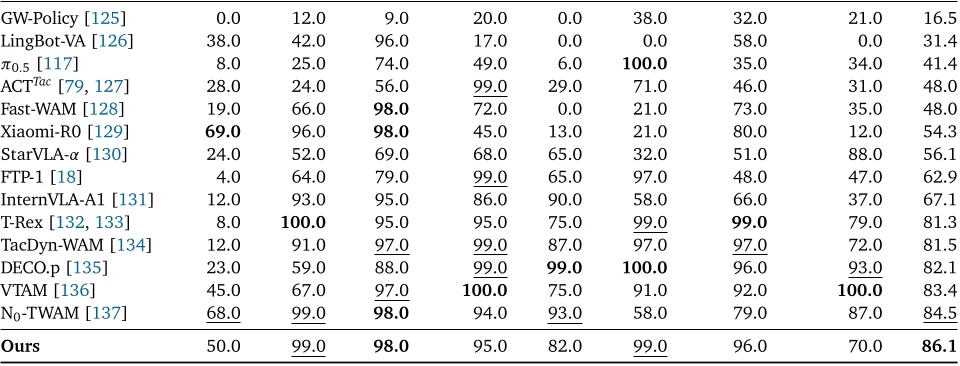 GW-Policy [125] 0.0 12.0 9.0 20.0 0.0 38.0 32.0 21.0 16.5
LingBot-VA [126] 38.0 42.0 96.0 17.0 0.0 0.0 58.0 0.0 31.4
π0.5 [117] 8.0 25.0 74.0 49.0 6.0 100.0 35.0 34.0 41.4
ACTTac [79, 127] 28.0 24.0 56.0 99.0 29.0 71.0 46.0 31.0 48.0
Fast-WAM [128] 19.0 66.0 98.0 72.0 0.0 21.0 73.0 35.0 48.0
Xiaomi-R0 [129] 69.0 96.0 98.0 45.0 13.0 21.0 80.0 12.0 54.3
StarVLA-α [130] 24.0 52.0 69.0 68.0 65.0 32.0 51.0 88.0 56.1
FTP-1 [18] 4.0 64.0 79.0 99.0 65.0 97.0 48.0 47.0 62.9
InternVLA-A1 [131] 12.0 93.0 95.0 86.0 90.0 58.0 66.0 37.0 67.1
T-Rex [132, 133] 8.0 100.0 95.0 95.0 75.0 99.0 99.0 79.0 81.3
TacDyn-WAM [134] 12.0 91.0 97.0 99.0 87.0 97.0 97.0 72.0 81.5
DECO.p [135] 23.0 59.0 88.0 99.0 99.0 100.0 96.0 93.0 82.1
VTAM [136] 45.0 67.0 97.0 100.0 75.0 91.0 92.0 100.0 83.4
N0-TWAM [137] 68.0 99.0 98.0 94.0 93.0 58.0 79.0 87.0 84.5
Ours 50.0 99.0 98.0 95.0 82.0 99.0 96.0 70.0 86.1